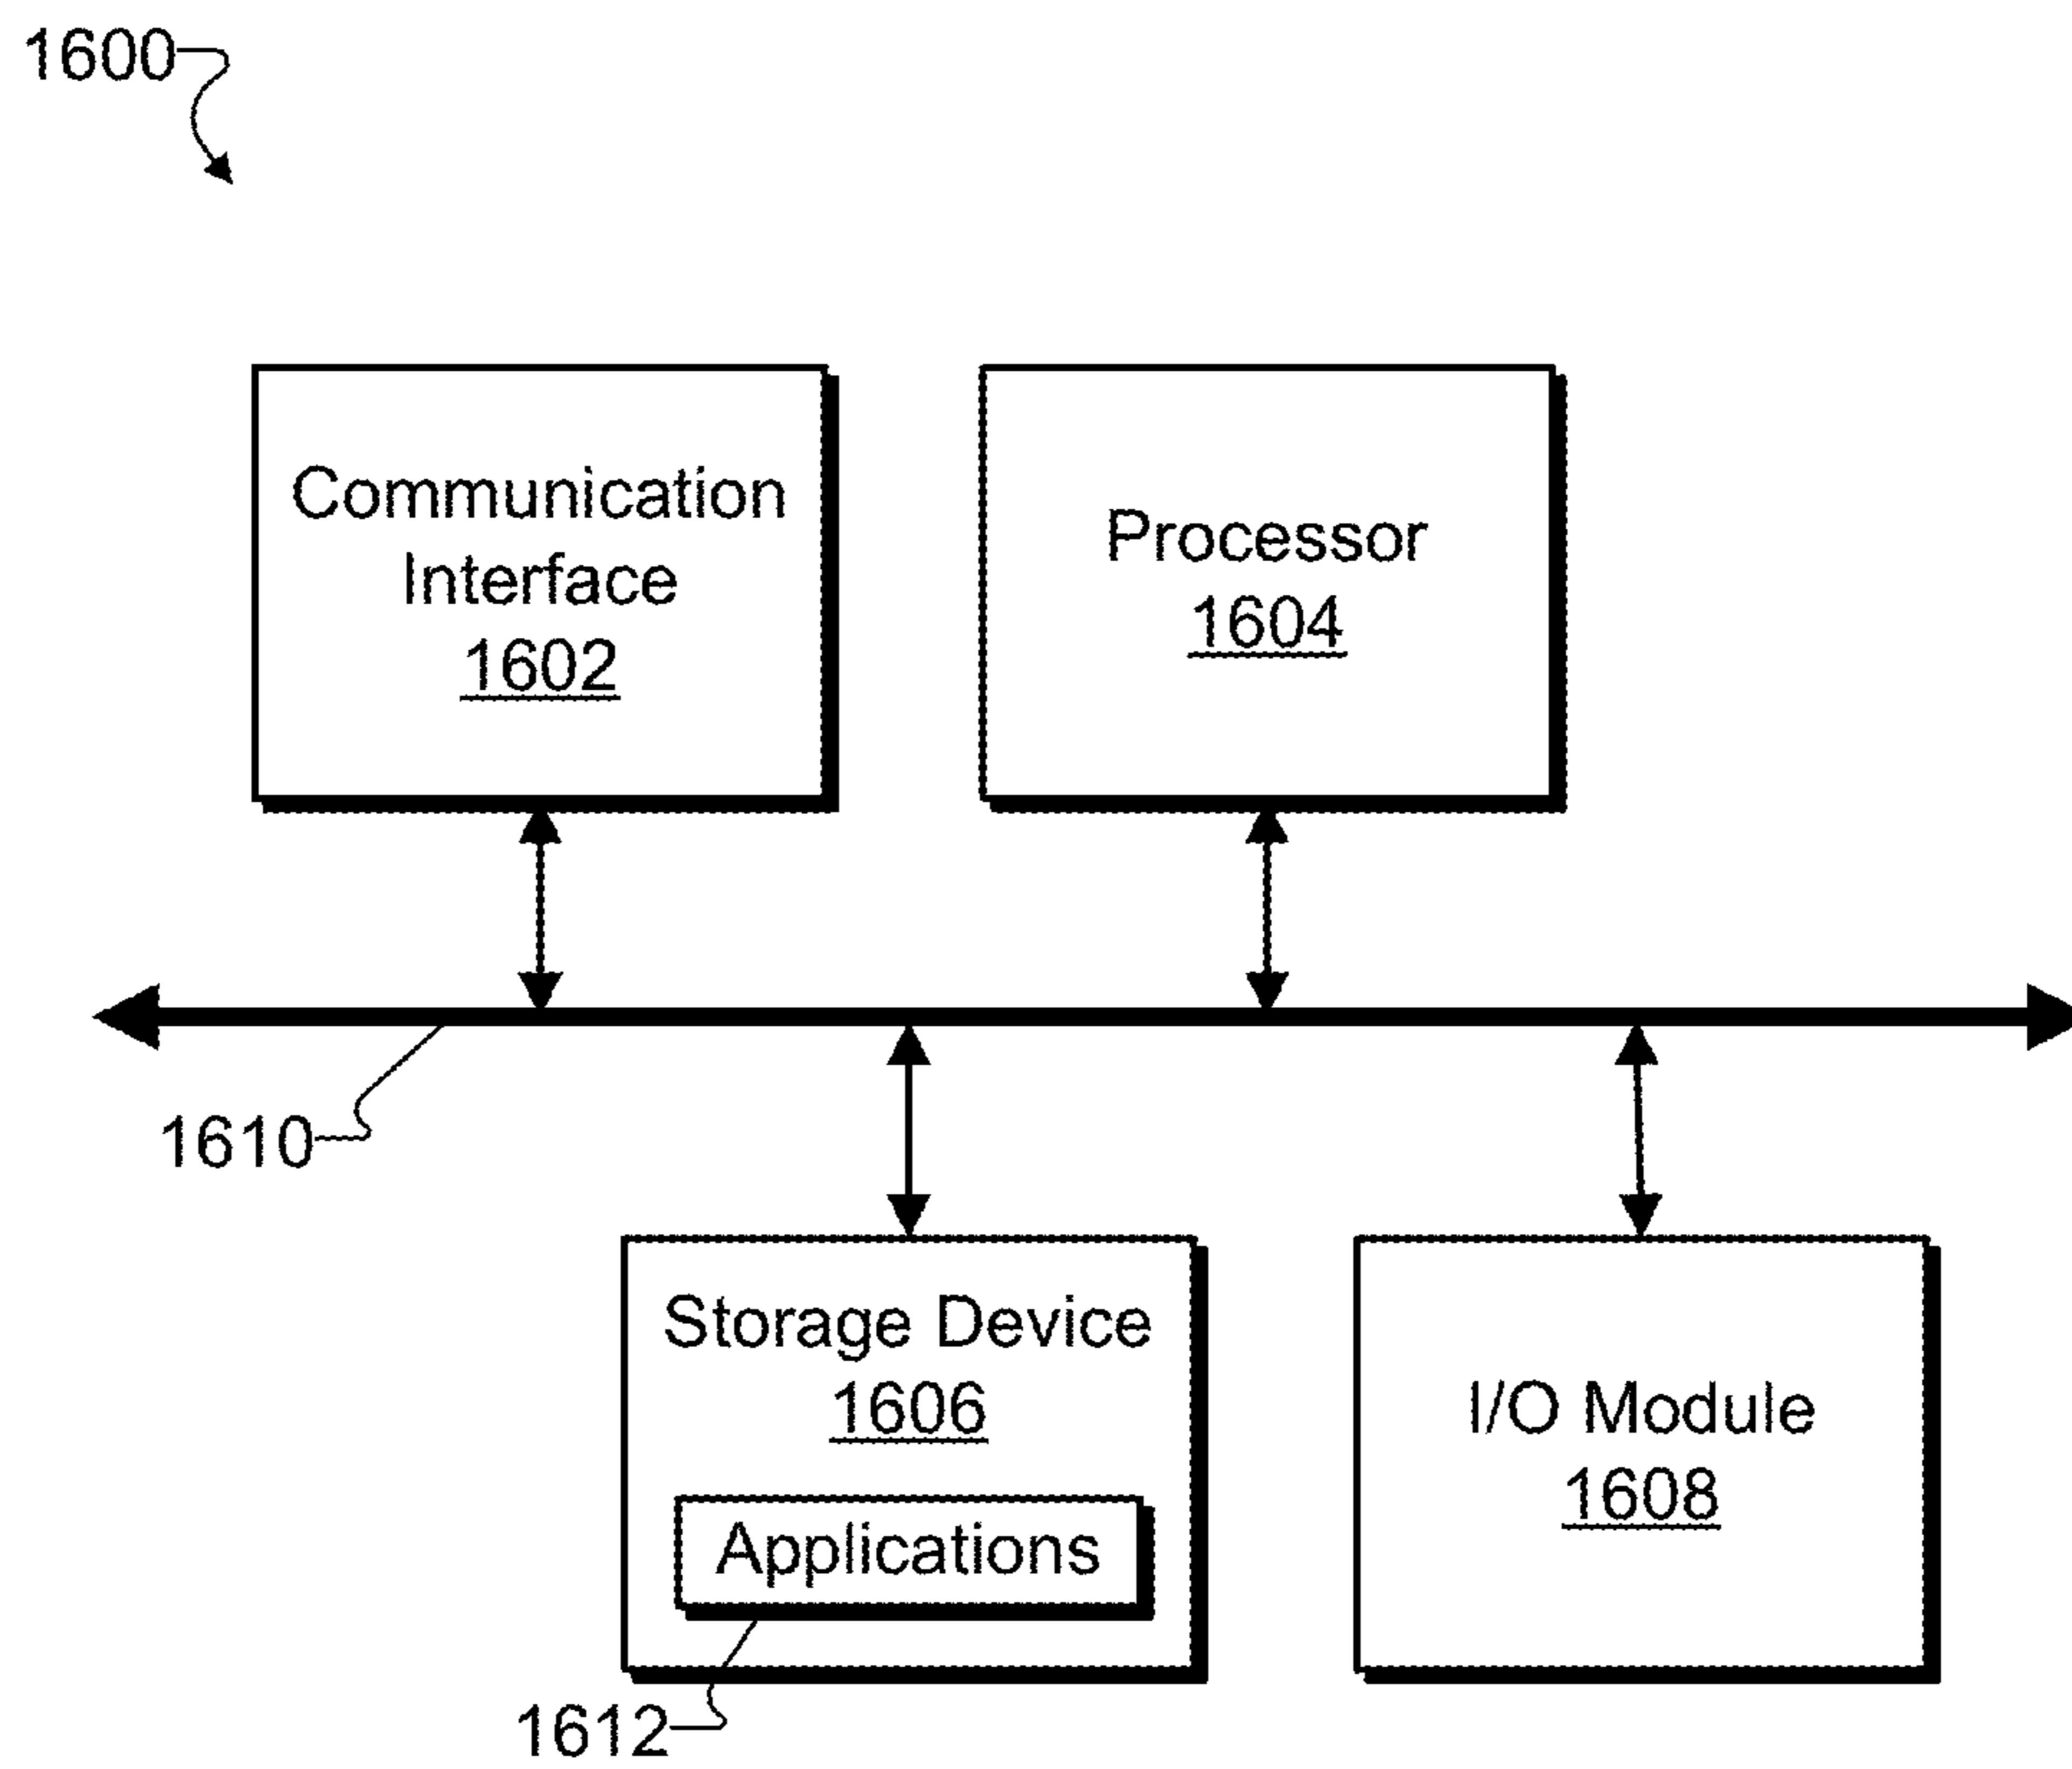 1600
Communication
Interface
1602
Processor
1604
1610
Storage Device
1606
Applications
1612
I/O Module
1608